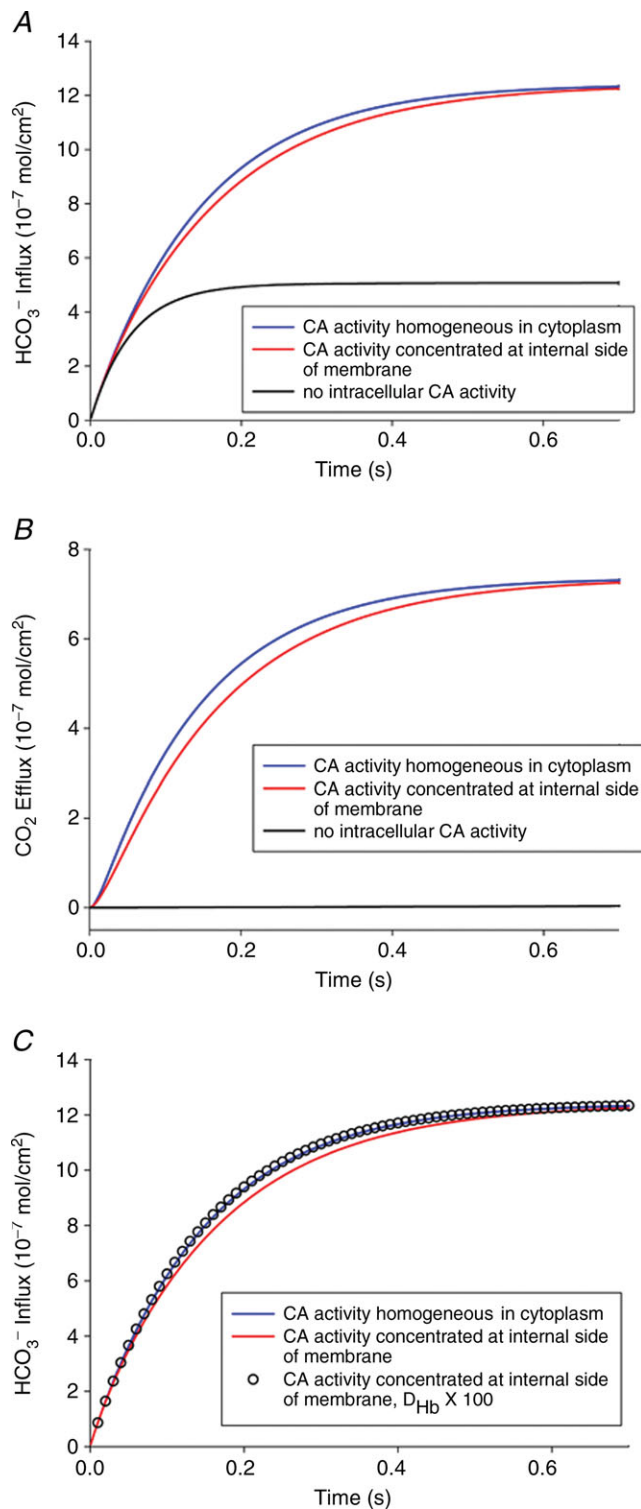 A
14
12
10
8
6
4
2
0
HCO₃⁻ Influx (10⁻⁷ mol/cm²)
CA activity homogeneous in cytoplasm
CA activity concentrated at internal side
of membrane
no intracellular CA activity
0.0 0.2 0.4 0.6
Time (s)
B
8
6
4
2
0
CO₂ Efflux (10⁻⁷ mol/cm²)
CA activity homogeneous in cytoplasm
CA activity concentrated at internal side
of membrane
no intracellular CA activity
0.0 0.2 0.4 0.6
Time (s)
C
14
12
10
8
6
4
2
0
HCO₃⁻ Influx (10⁻⁷ mol/cm²)
CA activity homogeneous in cytoplasm
CA activity concentrated at internal side
of membrane
CA activity concentrated at internal side
of membrane, D_Hb X 100
0.0 0.2 0.4 0.6
Time (s)